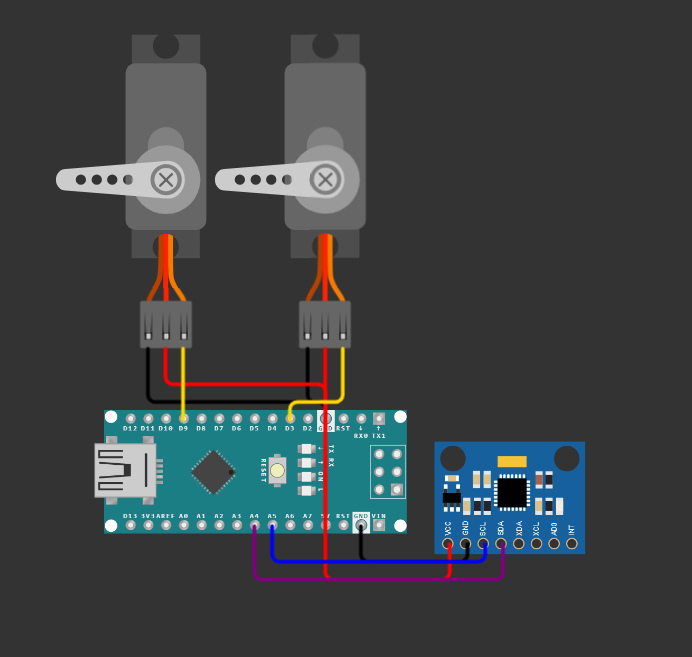 D12 D11 D10 D9 D8 D7 D6 D5 D4 D3 D2 GND RST ↓ ↑
RX0 TX1
RESET
TX RX
ON L
D13 3V3 AREF A0 A1 A2 A3 A4 A5 A6 A7 5V RST GND VIN
VCC GND SCL SDA XDA XCL AD0 INT